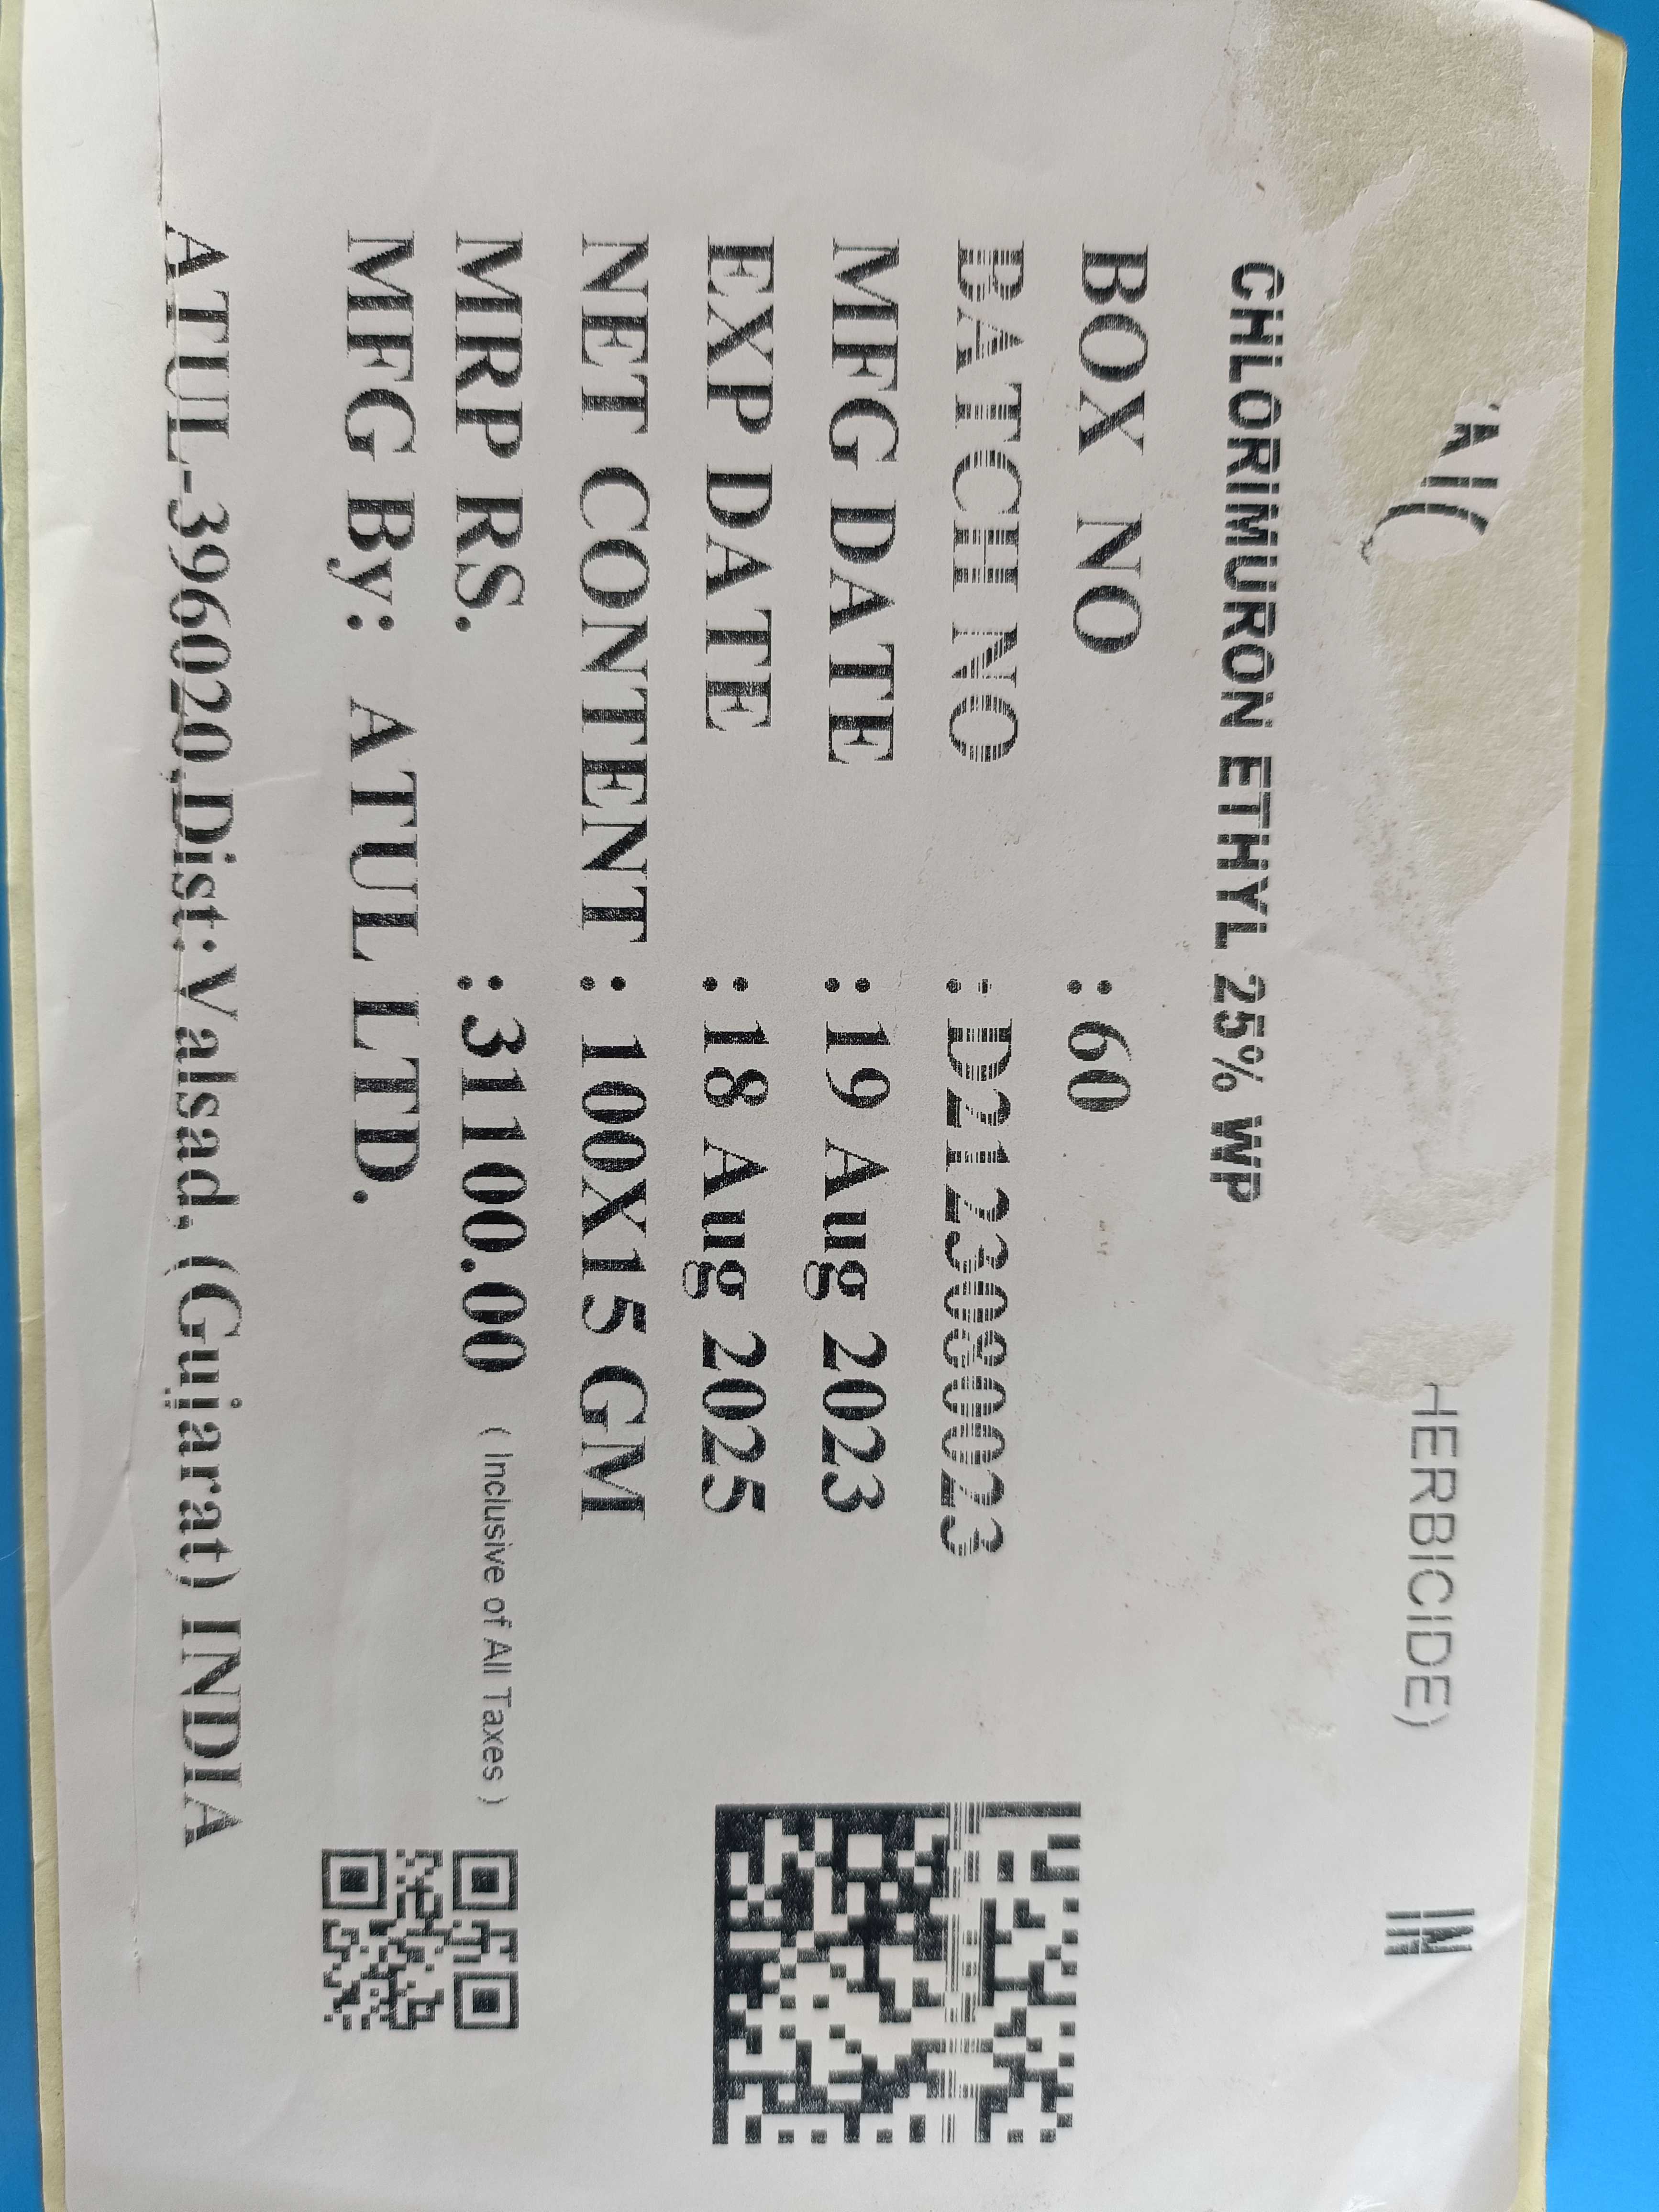 HERBICIDE) IN
CHLORIMURON ETHYL 25% WP
BOX NO :60
BATCH NO :D2123080023
MFG DATE :19 Aug 2023
EXP DATE :18 Aug 2025
NET CONTENT : 100X15 GM
MRP RS. :31100.00 ( Inclusive of All Taxes )
MFG By: ATUL LTD.
ATUL-396020,Dist:Valsad, (Gujarat) INDIA